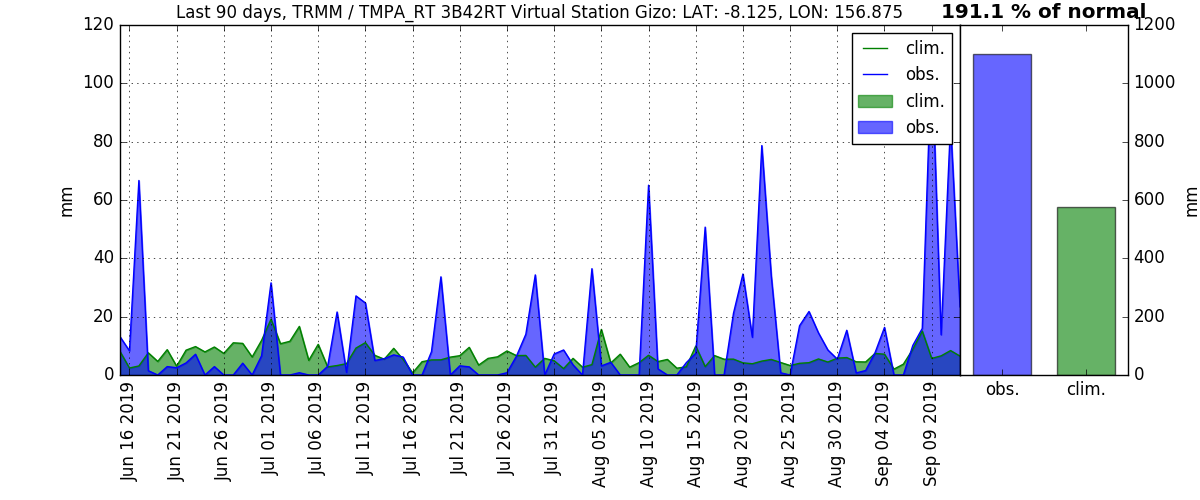 Last 90 days, TRMM / TMPA_RT 3B42RT Virtual Station Gizo: LAT: -8.125, LON: 156.875
191.1 % of normal
120
100
80
60
40
20
0
mm
clim.
obs.
clim.
obs.
1200
1000
800
600
400
200
0
mm
Jun 16 2019
Jun 21 2019
Jun 26 2019
Jul 01 2019
Jul 06 2019
Jul 11 2019
Jul 16 2019
Jul 21 2019
Jul 26 2019
Jul 31 2019
Aug 05 2019
Aug 10 2019
Aug 15 2019
Aug 20 2019
Aug 25 2019
Aug 30 2019
Sep 04 2019
Sep 09 2019
obs.
clim.